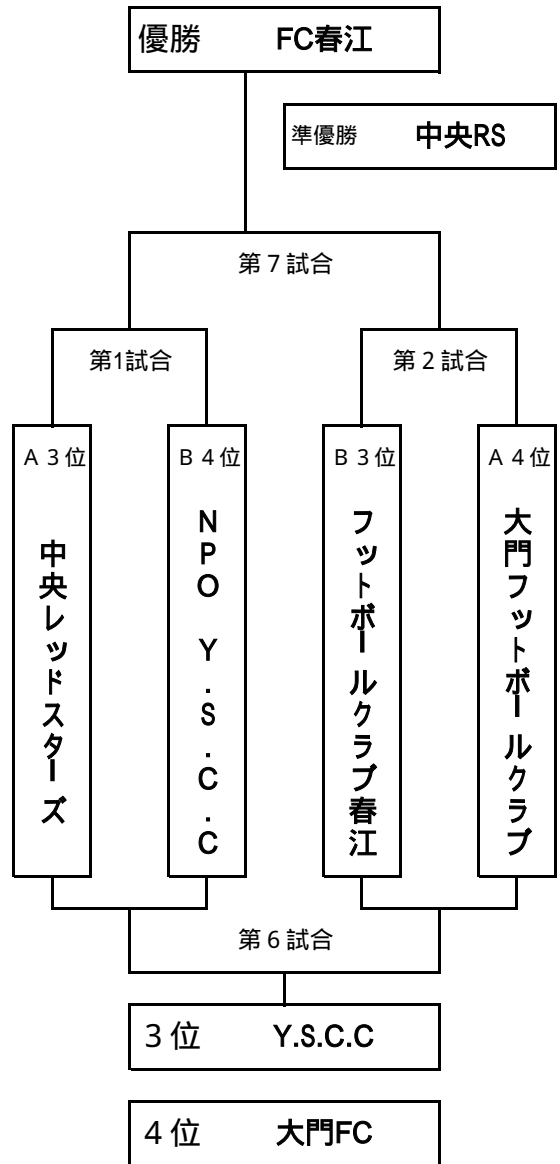 優勝 FC春江
準優勝 中央RS
第７試合
第1試合
第２試合
A３位
B４位
B３位
A４位
中央レッドスターズ
NPO Y.S.C.C
フットボールクラブ春江
大門フットボールクラブ
第６試合
３位 Y.S.C.C
４位 大門FC